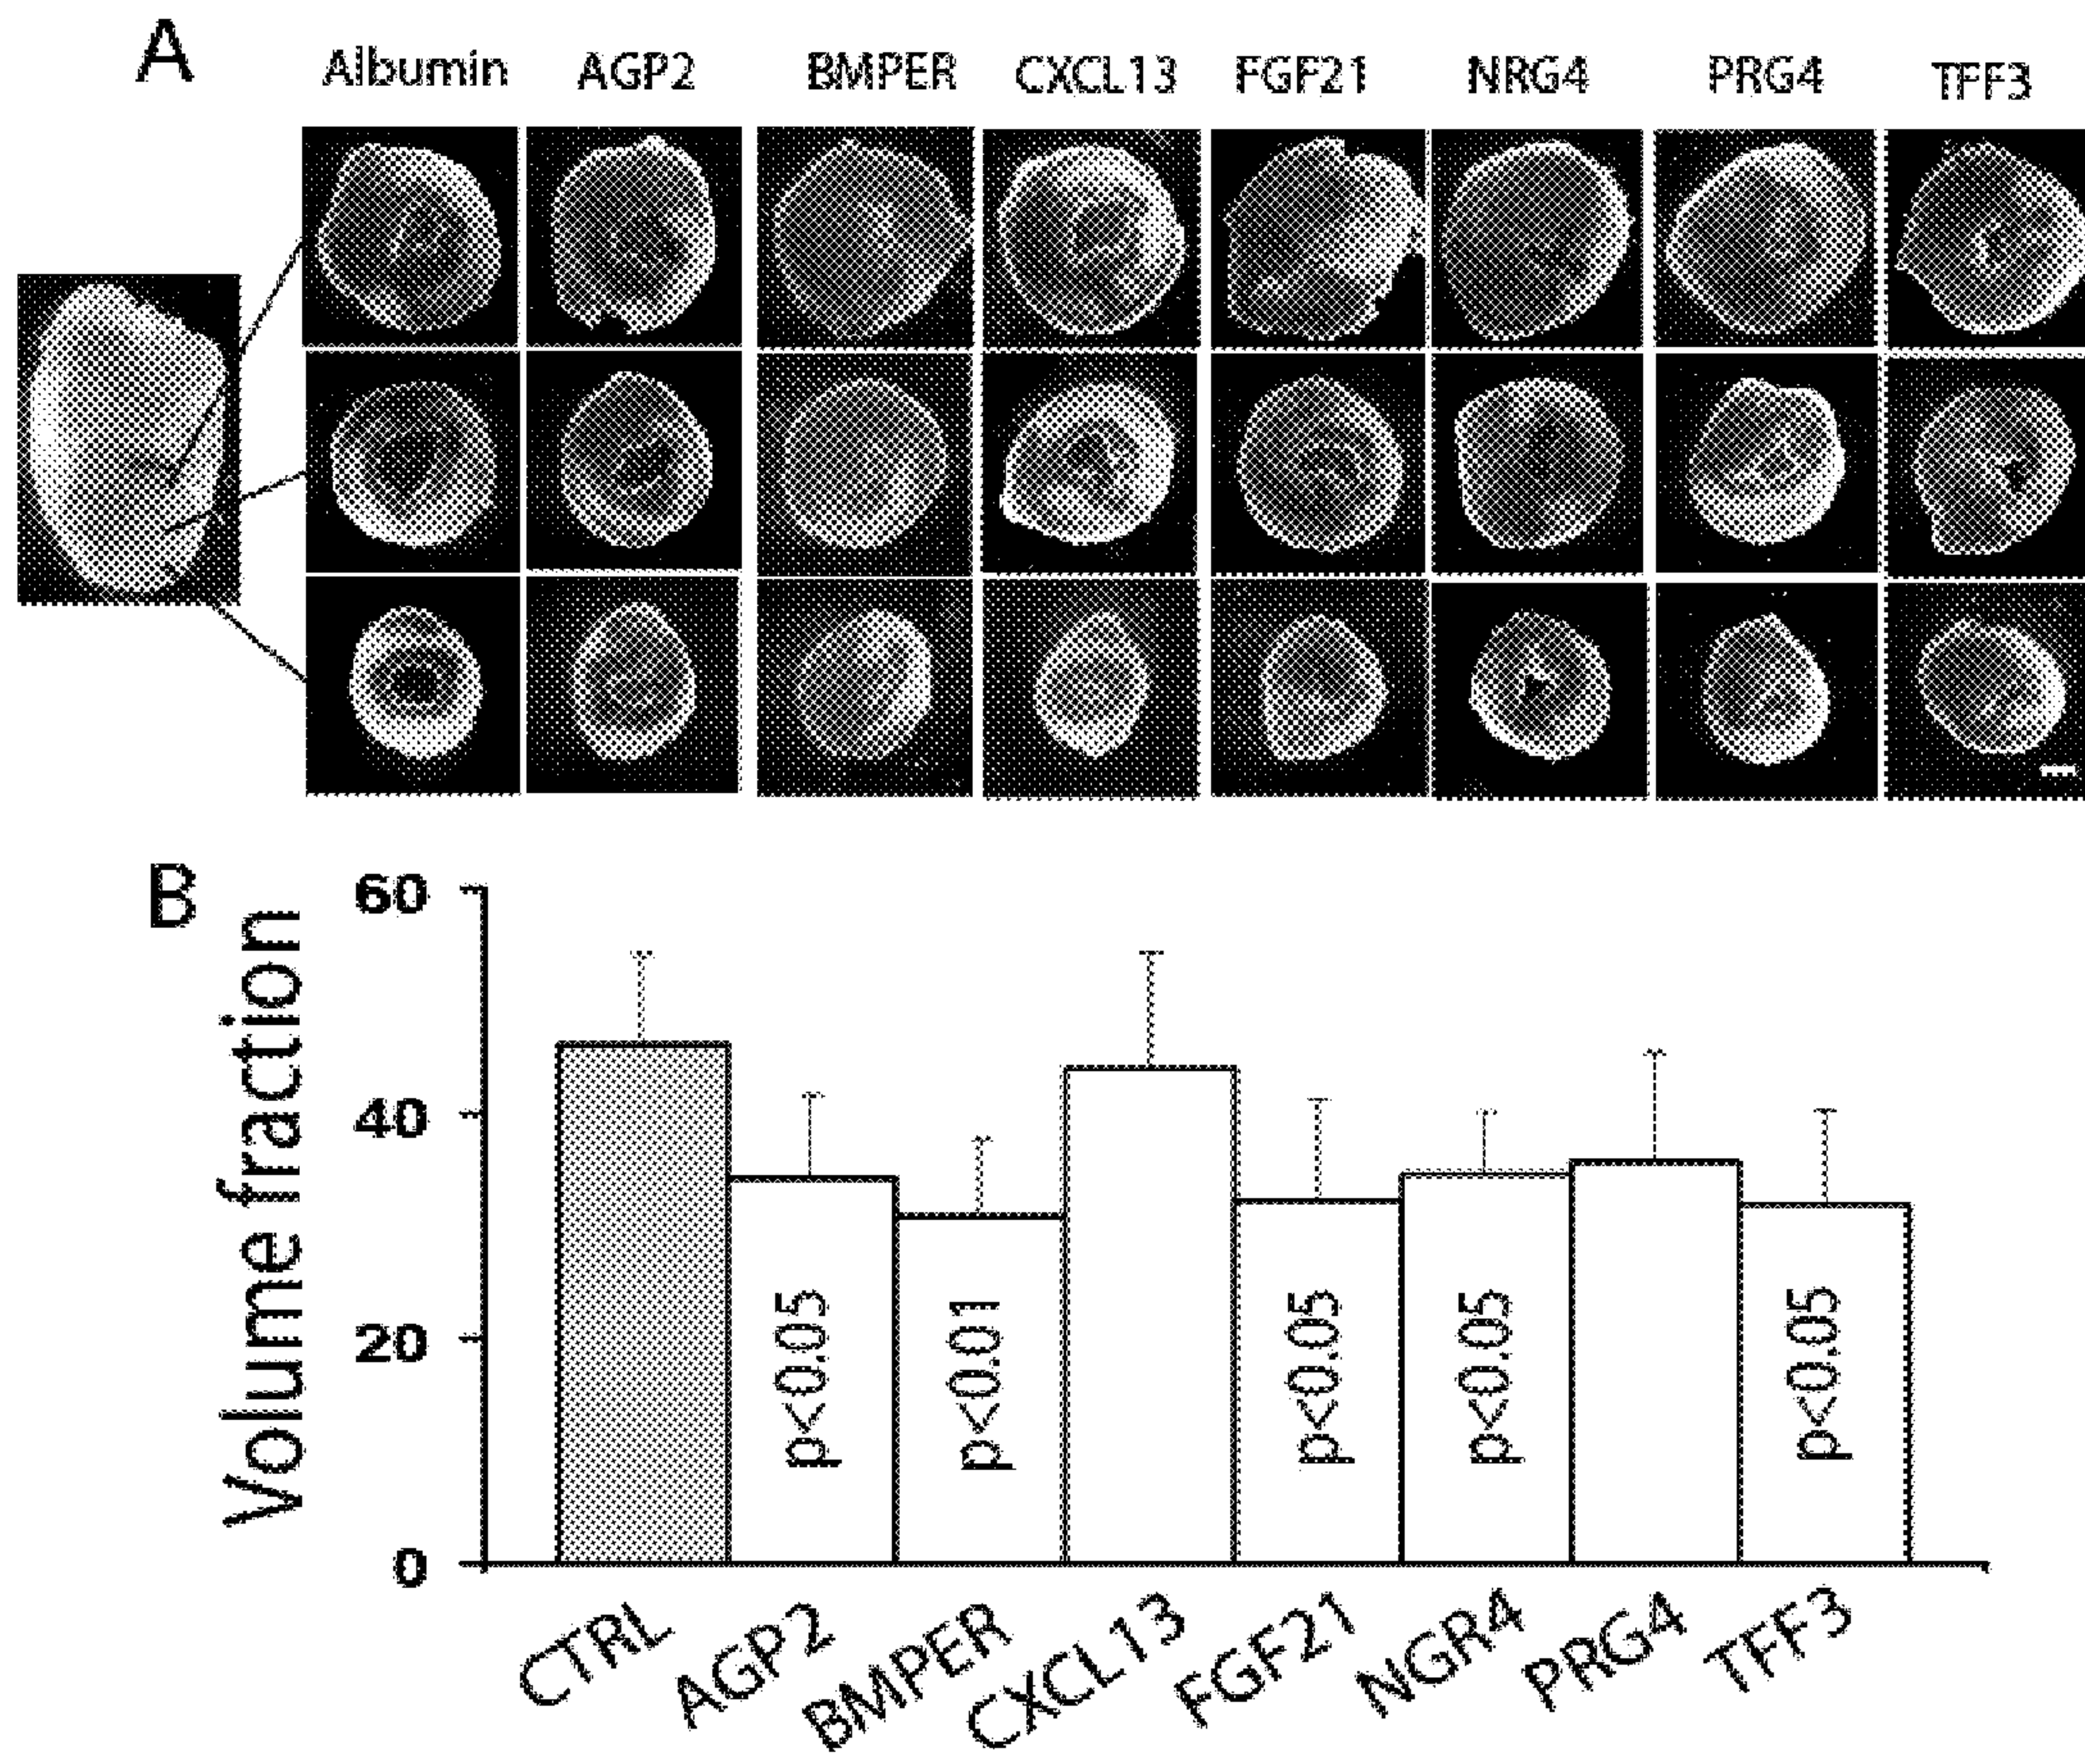 A
Albumin AGP2 BMPER CXCL13 FGF21 NRG4 PRG4 TFF3
B
Volume fraction
60
40
20
0
p<0.05 p<0.01 p<0.05 p<0.05 p<0.05
CTRL AGP2 BMPER CXCL13 FGF21 NGR4 PRG4 TFF3